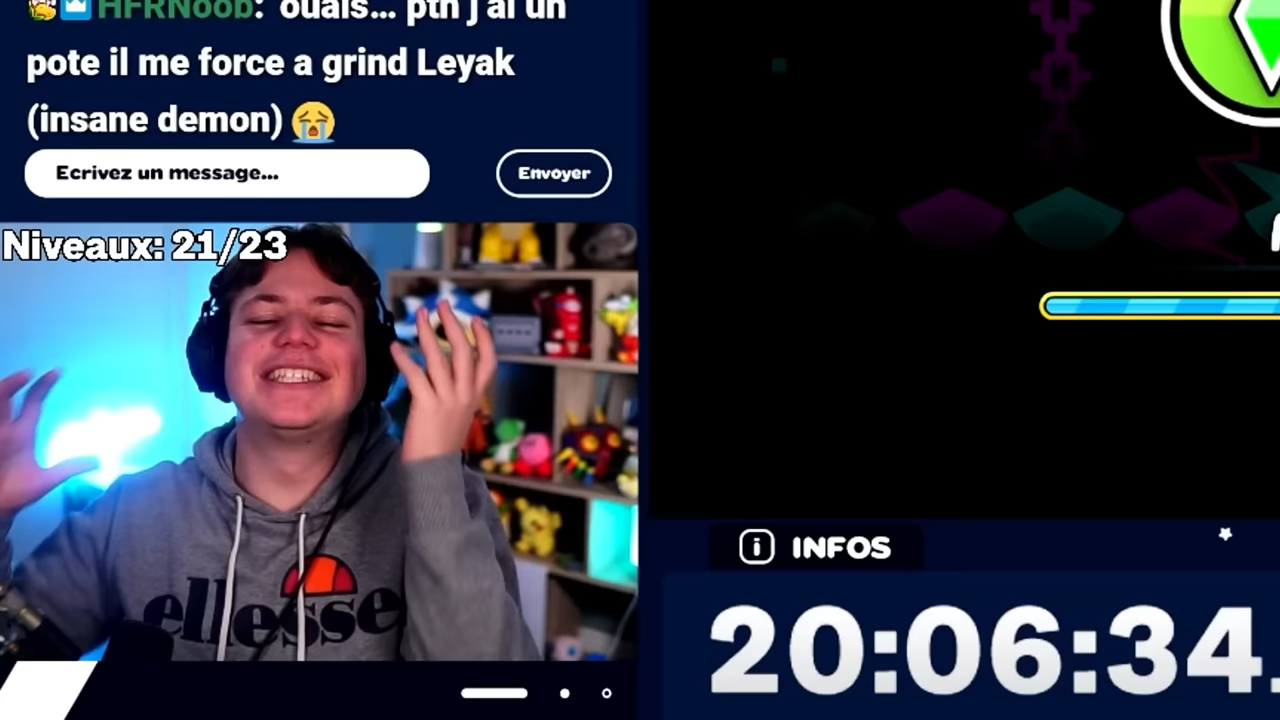 HFRNoob: ouais... ptn j'ai un
pote il me force a grind Leyak
(insane demon) 😭
Ecrivez un message...
Envoyer
Niveaux: 21/23
ellesse
INFOS
20:06:34.